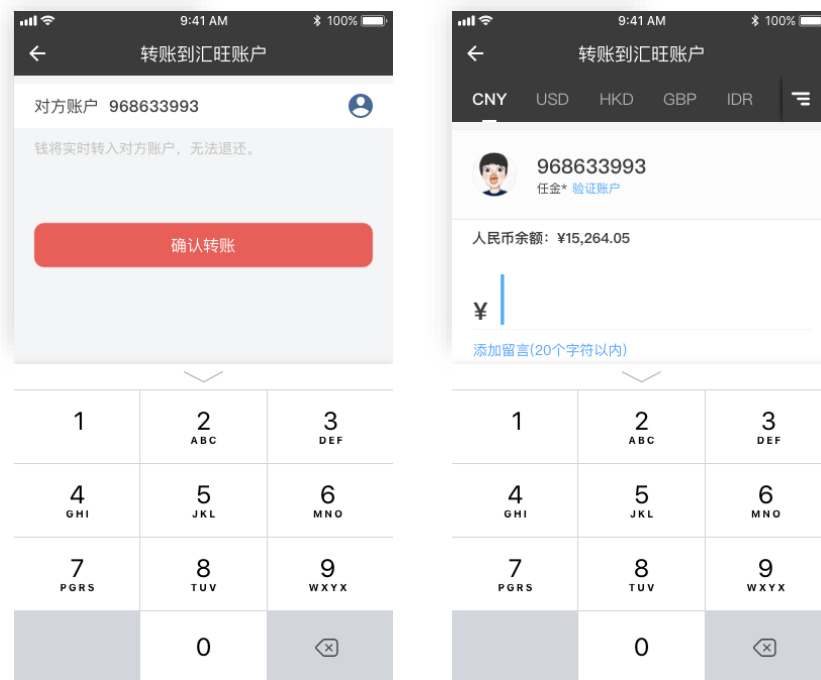 9:41 AM
100%
转账到汇旺账户
对方账户 968633993
钱将实时转入对方账户，无法退还。
确认转账
1
2
ABC
3
DEF
4
GHI
5
JKL
6
MNO
7
PGRS
8
TUV
9
WXYX
0
9:41 AM
100%
转账到汇旺账户
CNY USD HKD GBP IDR
968633993
任金* 验证账户
人民币余额：¥15,264.05
¥
添加留言(20个字符以内)
1
2
ABC
3
DEF
4
GHI
5
JKL
6
MNO
7
PGRS
8
TUV
9
WXYX
0